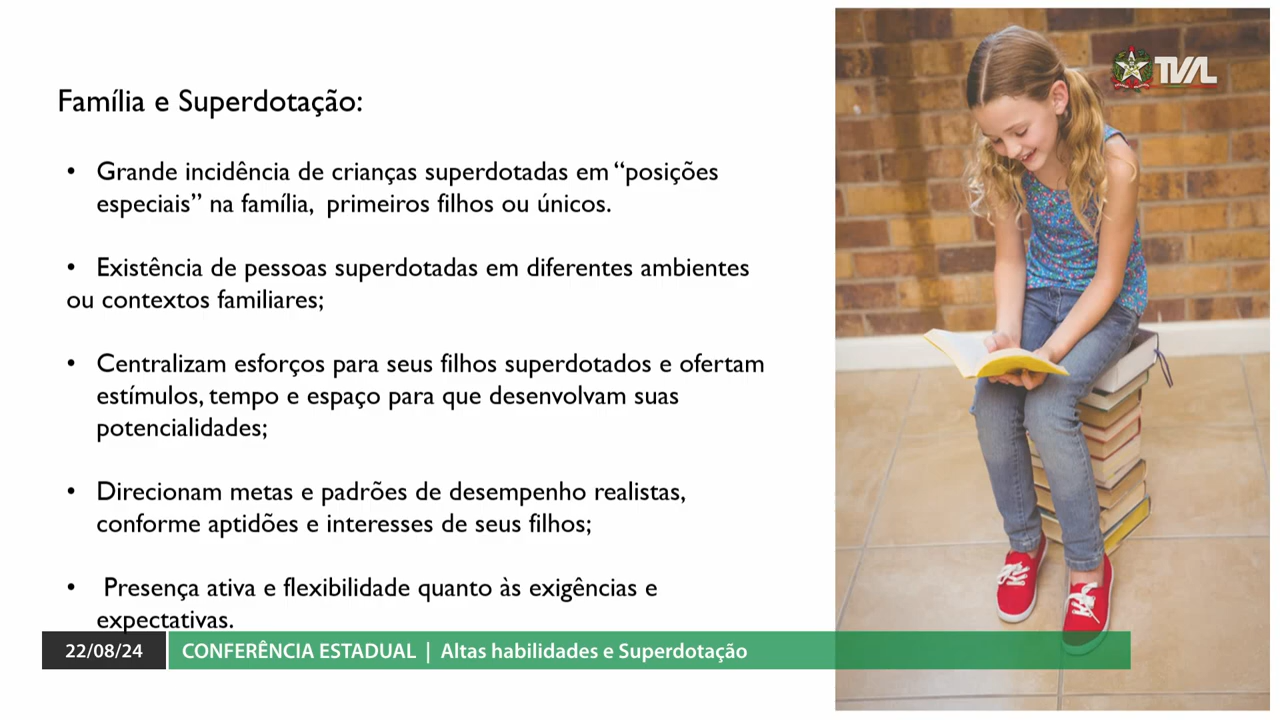 Família e Superdotação:
• Grande incidência de crianças superdotadas em “posições
especiais” na família, primeiros filhos ou únicos.
• Existência de pessoas superdotadas em diferentes ambientes
ou contextos familiares;
• Centralizam esforços para seus filhos superdotados e ofertam
estímulos, tempo e espaço para que desenvolvam suas
potencialidades;
• Direcionam metas e padrões de desempenho realistas,
conforme aptidões e interesses de seus filhos;
• Presença ativa e flexibilidade quanto às exigências e
expectativas.
TVAL
22/08/24 CONFERÊNCIA ESTADUAL | Altas habilidades e Superdotação